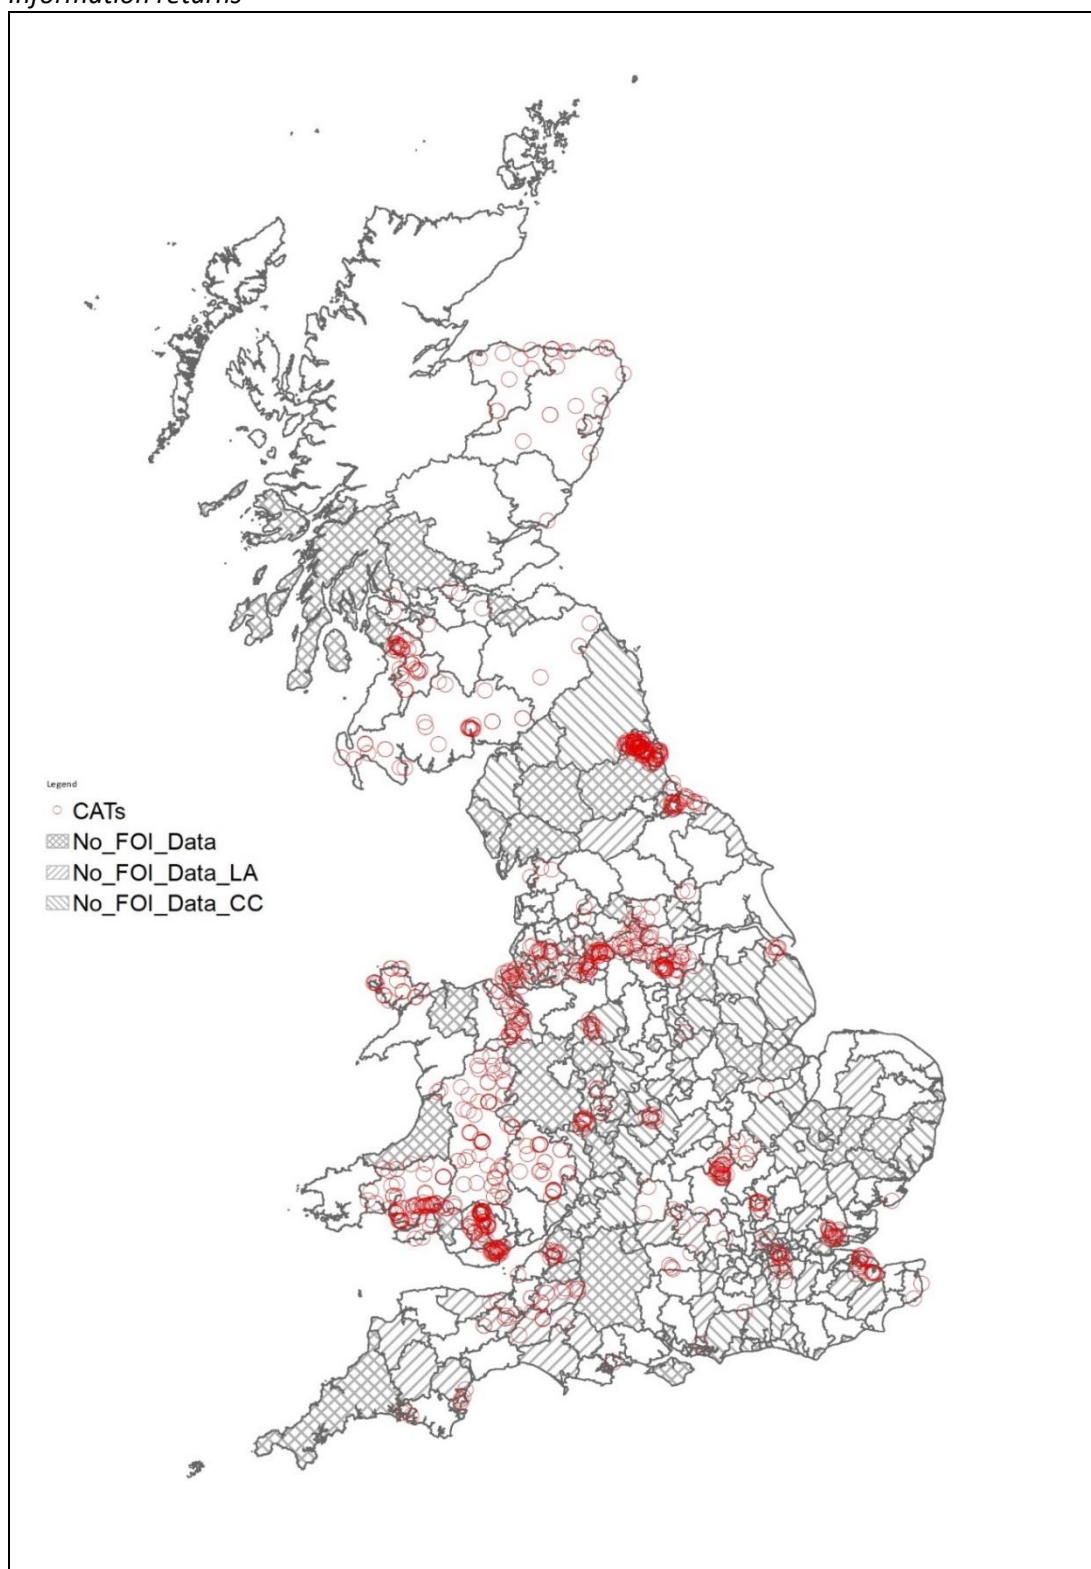 information returns
Legend
CATs
No_FOI_Data
No_FOI_Data_LA
No_FOI_Data_CC